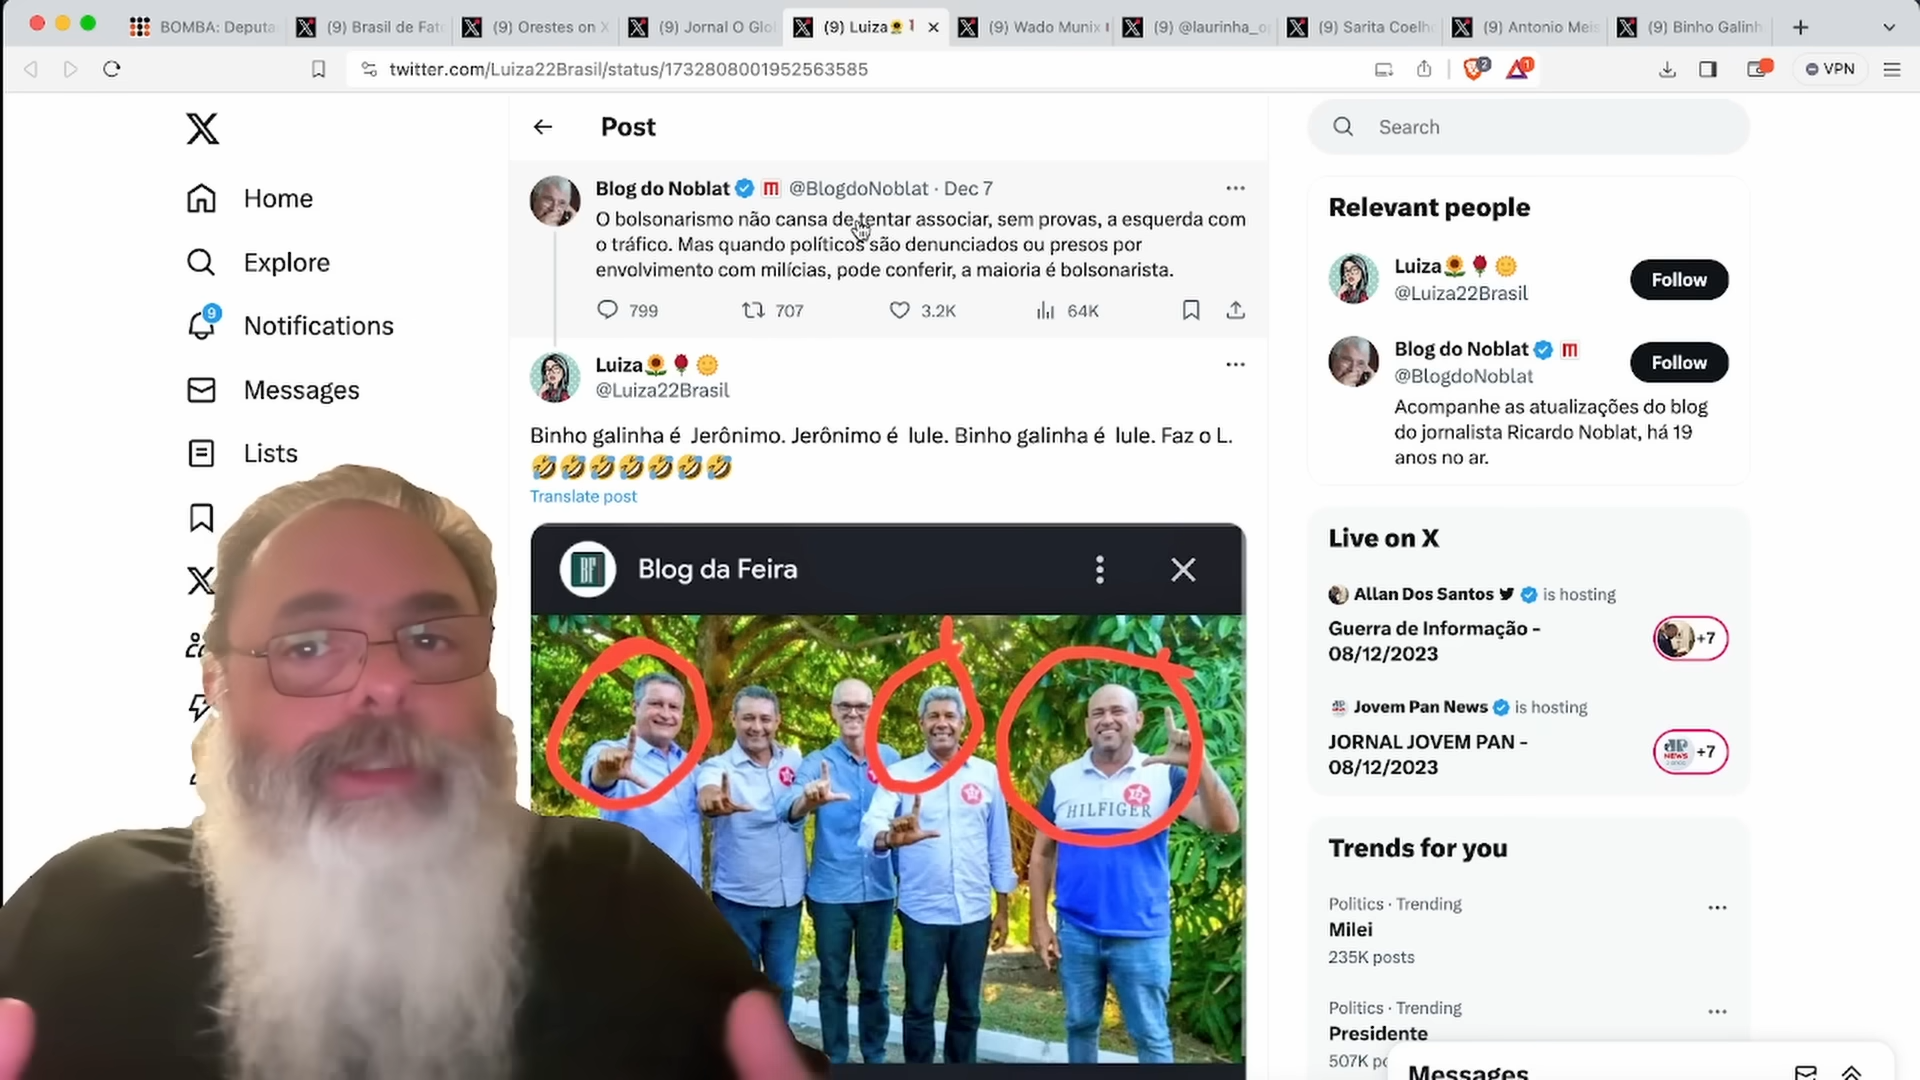 BOMBA: Deputa
(9) Brasil de Fato
(9) Orestes on X
(9) Jornal O Glo
(9) Luiza🌻
(9) Wado Munix
(9) @laurinha_o
(9) Sarita Coelh
(9) Antonio Meis
(9) Binho Galinh
twitter.com/Luiza22Brasil/status/1732808001952563585
2
1
VPN
Home
Explore
9
Notifications
Messages
Lists
Post
Blog do Noblat @BlogdoNoblat · Dec 7
O bolsonarismo não cansa de tentar associar, sem provas, a esquerda com
o tráfico. Mas quando políticos são denunciados ou presos por
envolvimento com milícias, pode conferir, a maioria é bolsonarista.
799
707
3.2K
64K
Luiza🌻🌹🌞
@Luiza22Brasil
Binho galinha é Jerônimo. Jerônimo é lule. Binho galinha é lule. Faz o L.
🤣🤣🤣🤣🤣🤣🤣
Translate post
BF
Blog da Feira
HILFIGER
Search
Relevant people
Luiza🌻🌹🌞
@Luiza22Brasil
Follow
Blog do Noblat
@BlogdoNoblat
Follow
Acompanhe as atualizações do blog
do jornalista Ricardo Noblat, há 19
anos no ar.
Live on X
Allan Dos Santos is hosting
Guerra de Informação -
08/12/2023
+7
Jovem Pan News is hosting
JORNAL JOVEM PAN -
08/12/2023
+7
Trends for you
Politics · Trending
Milei
235K posts
Politics · Trending
Presidente
507K po
Messages